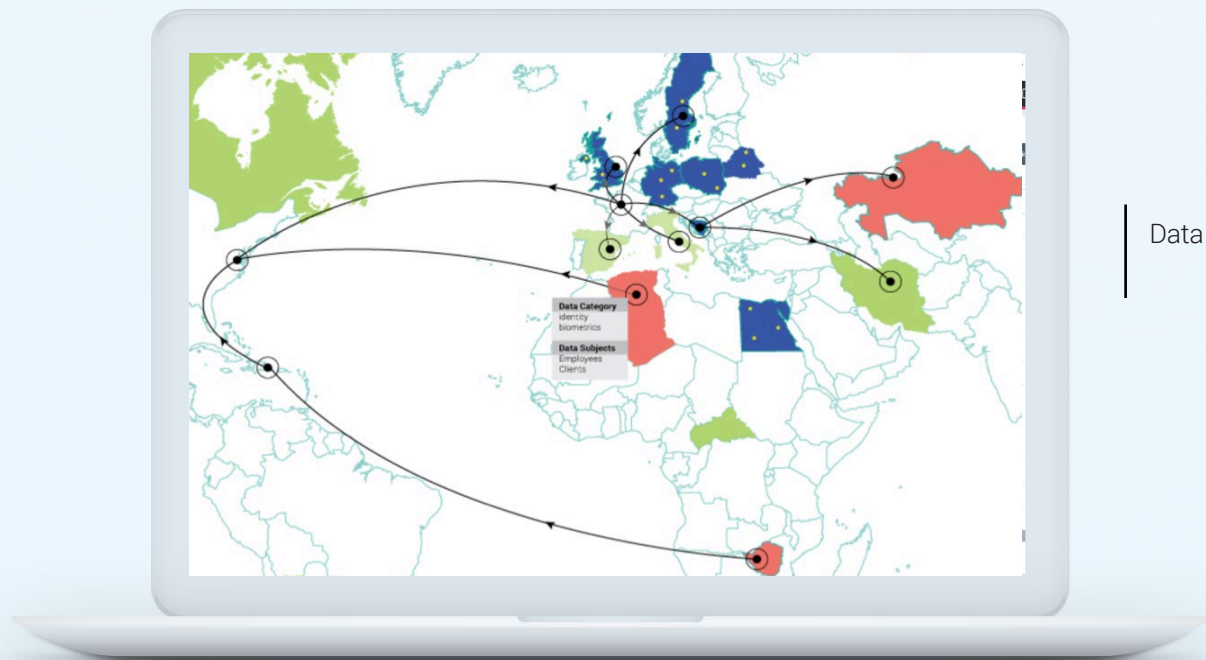 Data Category
identity
biometrics
Data Subjects
Employees
Clients
Data